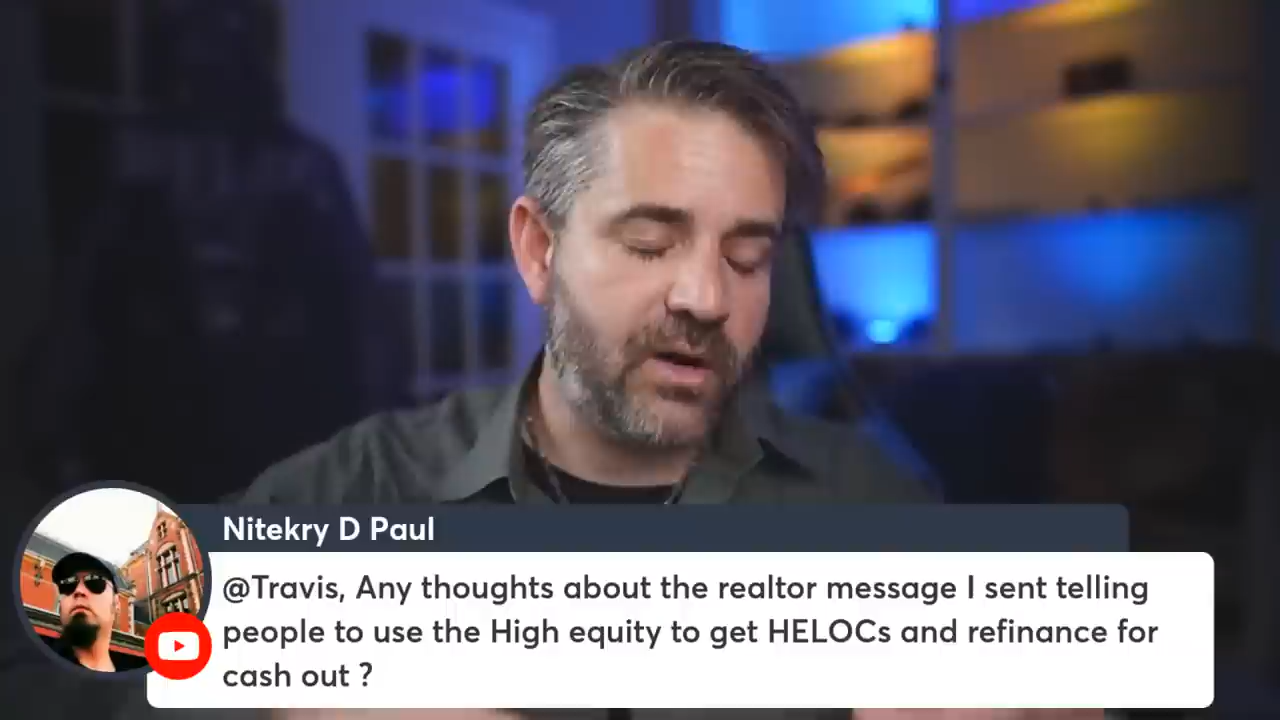 Nitekry D Paul
@Travis, Any thoughts about the realtor message I sent telling
people to use the High equity to get HELOCs and refinance for
cash out ?